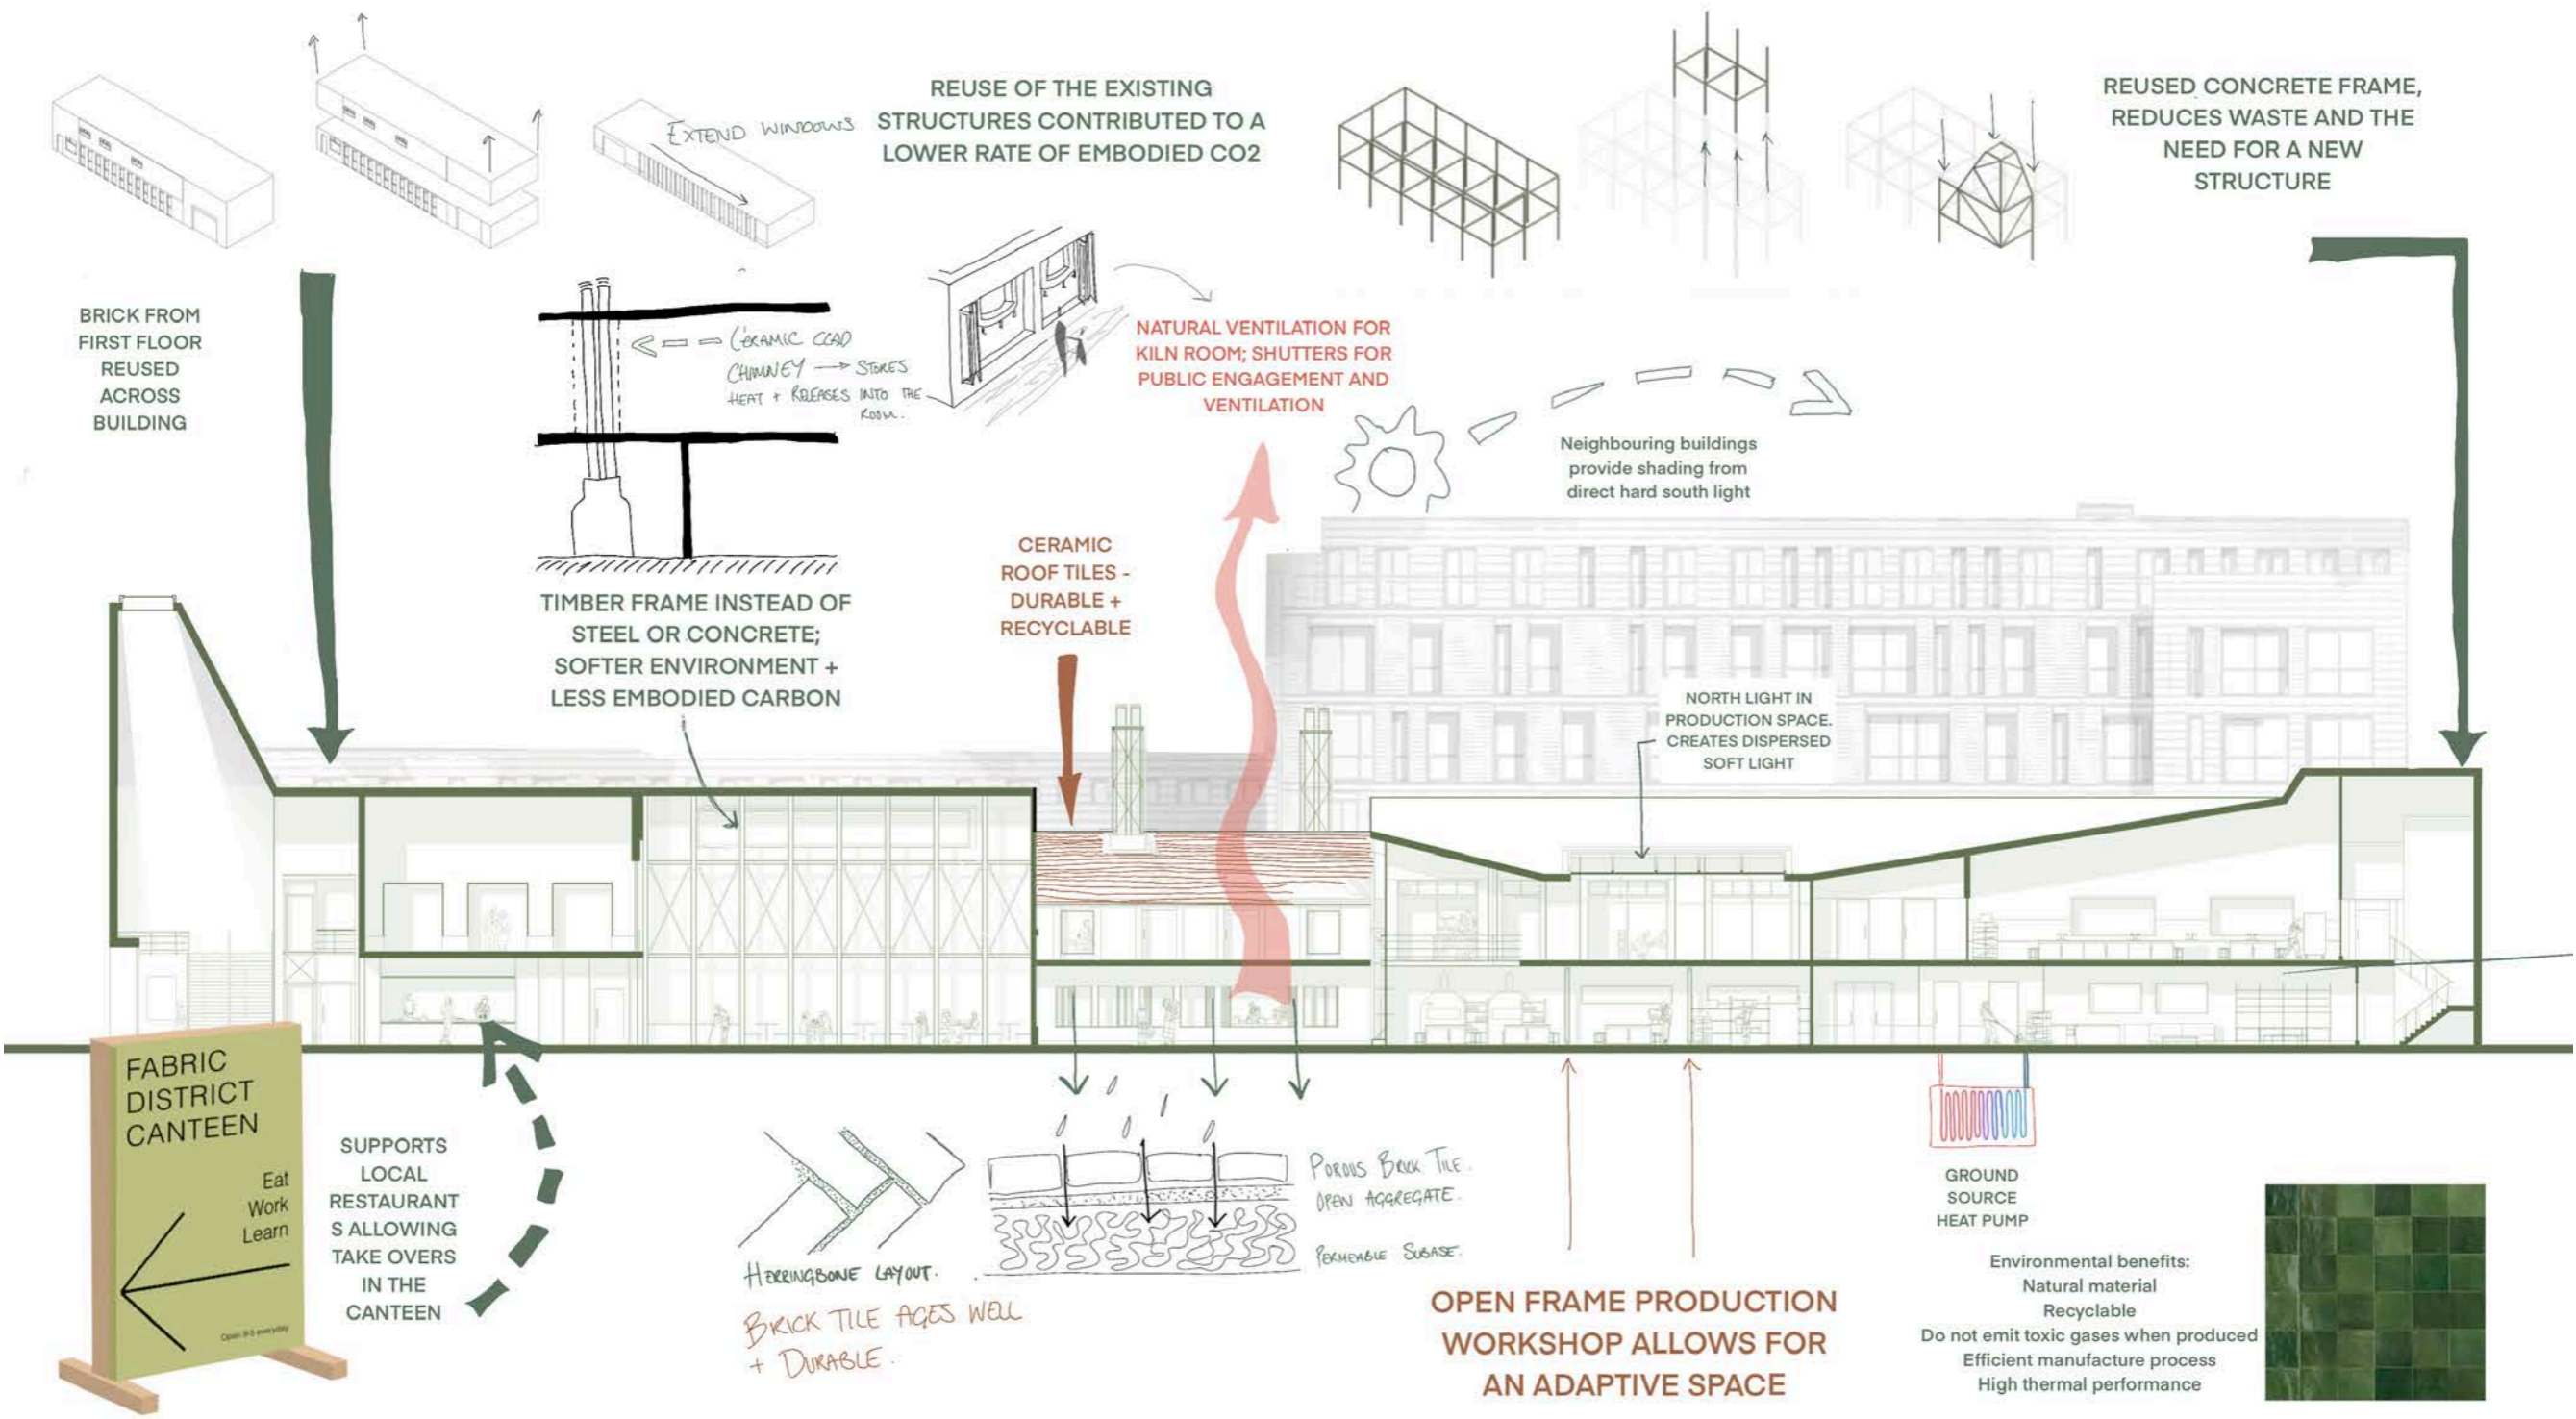 EXTEND WINDOWS
REUSE OF THE EXISTING
STRUCTURES CONTRIBUTED TO A
LOWER RATE OF EMBODIED CO2
REUSED CONCRETE FRAME,
REDUCES WASTE AND THE
NEED FOR A NEW
STRUCTURE
BRICK FROM
FIRST FLOOR
REUSED
ACROSS
BUILDING
CERAMIC CLAD
CHIMNEY → STORES
HEAT + RELEASES INTO THE
ROOM.
NATURAL VENTILATION FOR
KILN ROOM; SHUTTERS FOR
PUBLIC ENGAGEMENT AND
VENTILATION
Neighbouring buildings
provide shading from
direct hard south light
TIMBER FRAME INSTEAD OF
STEEL OR CONCRETE;
SOFTER ENVIRONMENT +
LESS EMBODIED CARBON
CERAMIC
ROOF TILES -
DURABLE +
RECYCLABLE
NORTH LIGHT IN
PRODUCTION SPACE.
CREATES DISPERSED
SOFT LIGHT
FABRIC
DISTRICT
CANTEEN
Eat
Work
Learn
Open 9-5 everyday
SUPPORTS
LOCAL
RESTAURANT
S ALLOWING
TAKE OVERS
IN THE
CANTEEN
HERRINGBONE LAYOUT.
BRICK TILE AGES WELL
+ DURABLE.
POROUS BRICK TILE.
OPEN AGGREGATE.
PERMEABLE SUBASE.
OPEN FRAME PRODUCTION
WORKSHOP ALLOWS FOR
AN ADAPTIVE SPACE
GROUND
SOURCE
HEAT PUMP
Environmental benefits:
Natural material
Recyclable
Do not emit toxic gases when produced
Efficient manufacture process
High thermal performance